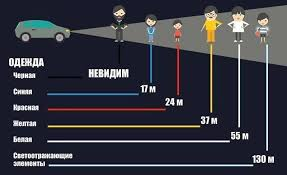 ОДЕЖДА
Черная НЕВИДИМ
Синяя 17 м
Красная 24 м
Желтая 37 м
Белая 55 м
Светоотражающие
элементы 130 м